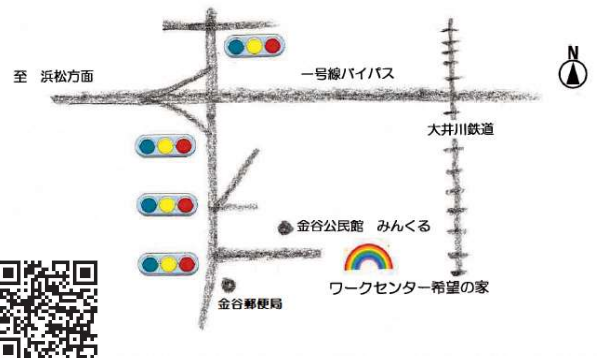 N
至 浜松方面
一号線バイパス
大井川鉄道
金谷公民館 みんくる
ワークセンター希望の家
金谷郵便局